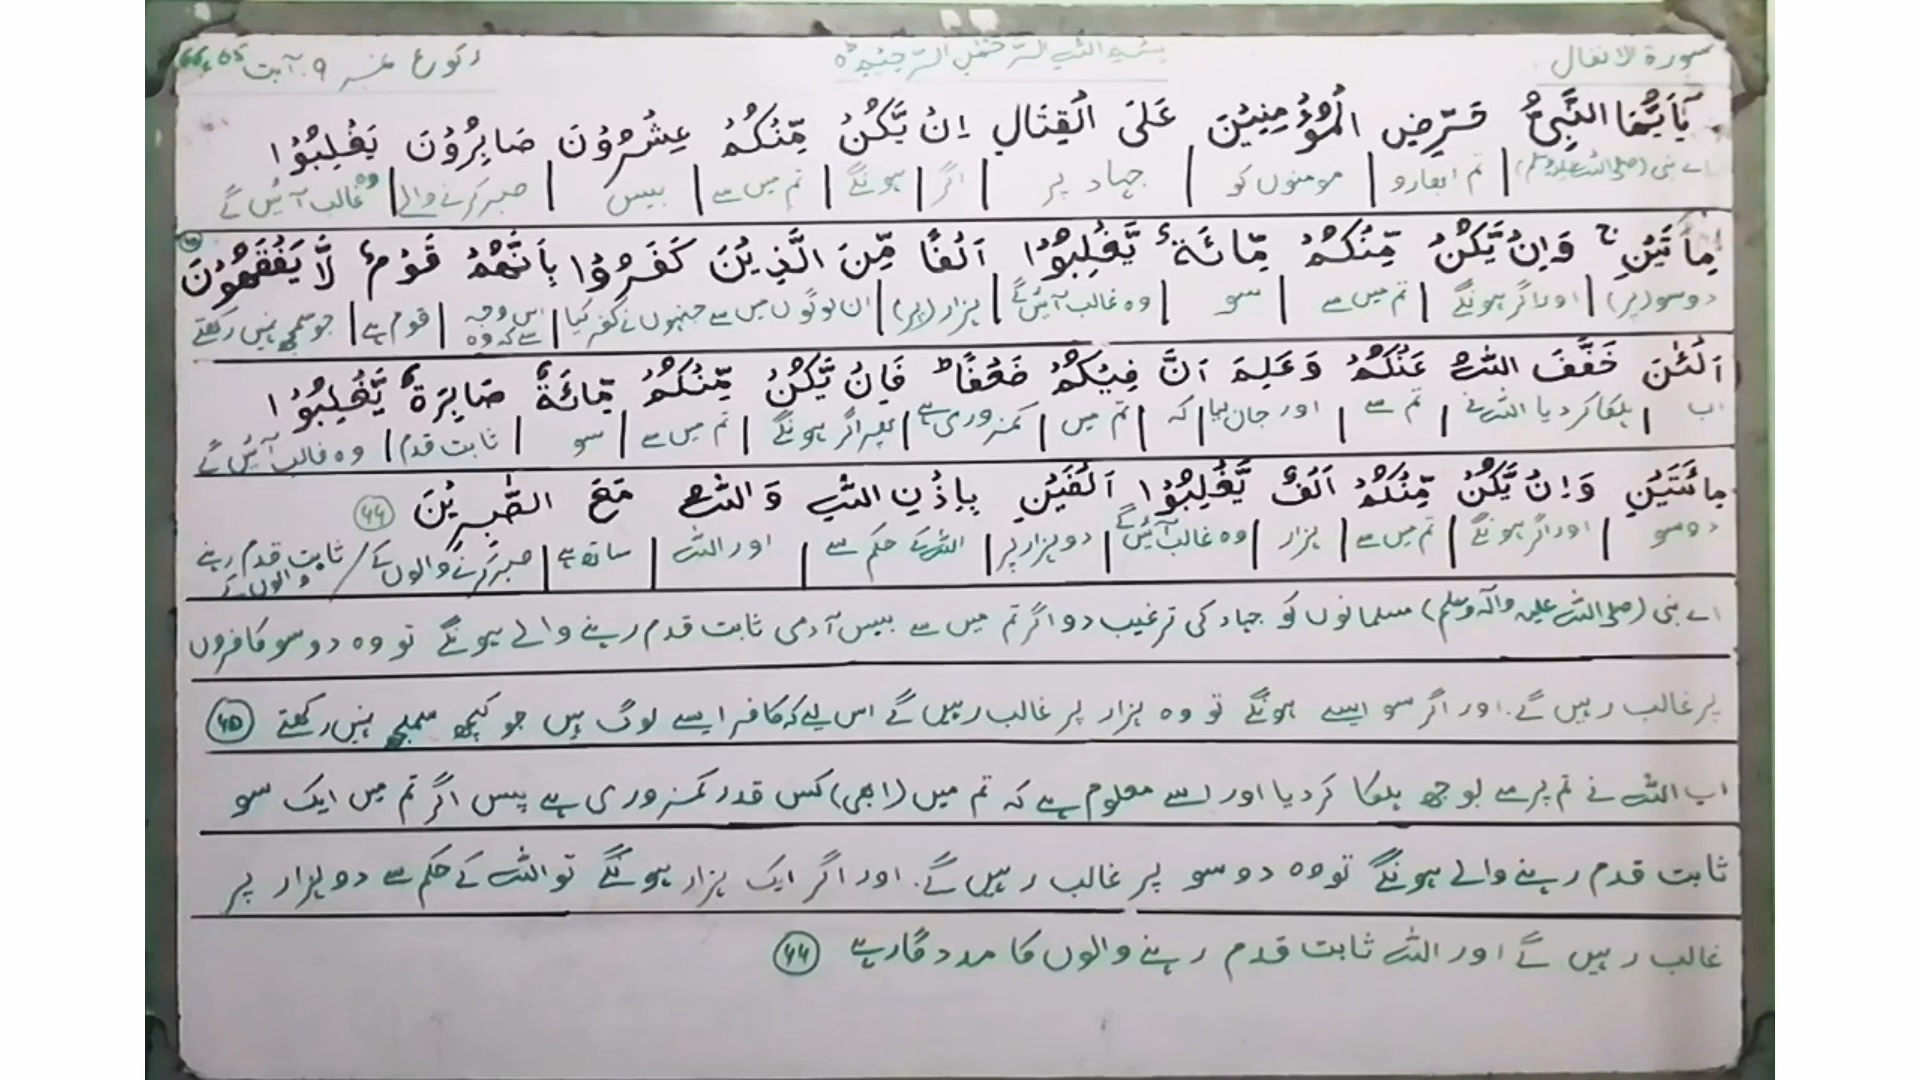 سورة الانفال بسم الله الرحمن الرحیم رکوع نمبر ۹ آیت 65، 66
یٰۤاَیُّهَا النَّبِیُّ حَرِّضِ الْمُؤْمِنِیْنَ عَلَی الْقِتَالِ اِنْ یَّكُنْ مِّنْكُمْ عِشْرُوْنَ صَابِرُوْنَ یَغْلِبُوْا
اے نبی (صلی اللہ علیہ وسلم) | تم ابھارو | مومنوں کو | جہاد پر | اگر | ہونگے | تم میں سے | بیس | صبر کرنے والے | وہ غالب آئیں گے
مِاَتَیْنِ ۚ وَاِنْ یَّكُنْ مِّنْكُمْ مِّائَةٌ یَّغْلِبُوْۤا اَلْفًا مِّنَ الَّذِیْنَ كَفَرُوْا بِاَنَّهُمْ قَوْمٌ لَّا یَفْقَهُوْنَ ۶۵
دوسو (پر) | اور اگر ہونگے | تم میں سے | سو | وہ غالب آئیں گے | ہزار (پر) | ان لوگوں میں سے جنہوں نے کفر کیا | اس وجہ سے کہ وہ | قوم ہے | جو سمجھ نہیں رکھتے
اَلْـٰٔنَ خَفَّفَ اللّٰهُ عَنْكُمْ وَعَلِمَ اَنَّ فِیْكُمْ ضَعْفًا ؕ فَاِنْ یَّكُنْ مِّنْكُمْ مِّائَةٌ صَابِرَةٌ یَّغْلِبُوْا
اب | ہلکا کر دیا اللہ نے | تم سے | اور جان لیا | کہ | تم میں | کمزوری ہے | پھر اگر ہونگے | تم میں سے | سو | ثابت قدم | وہ غالب آئیں گے
مِائَتَیْنِ وَاِنْ یَّكُنْ مِّنْكُمْ اَلْفٌ یَّغْلِبُوْۤا اَلْفَیْنِ بِاِذْنِ اللّٰهِ وَاللّٰهُ مَعَ الصّٰبِرِیْنَ ۶۶
دوسو | اور اگر ہونگے | تم میں سے | ہزار | وہ غالب آئیں گے | دو ہزار پر | اللہ کے حکم سے | اور اللہ | ساتھ ہے | صبر کرنے والوں کے / ثابت قدم رہنے والوں کے
اے نبی (صلی اللہ علیہ وآلہ وسلم) مسلمانوں کو جہاد کی ترغیب دو اگر تم میں سے بیس آدمی ثابت قدم رہنے والے ہونگے تو وہ دوسو کافروں
پر غالب رہیں گے. اور اگر سو ایسے ہونگے تو وہ ہزار پر غالب رہیں گے اس لیے کہ کافر ایسے لوگ ہیں جو کچھ سمجھ نہیں رکھتے ۶۵
اب اللہ نے تم پر سے بوجھ ہلکا کر دیا اور اسے معلوم ہے کہ تم میں (ابھی) کس قدر کمزوری ہے پس اگر تم میں ایک سو
ثابت قدم رہنے والے ہونگے تو وہ دو سو پر غالب رہیں گے. اور اگر ایک ہزار ہونگے تو اللہ کے حکم سے دو ہزار پر
غالب رہیں گے اور اللہ ثابت قدم رہنے والوں کا مددگار ہے ۶۶